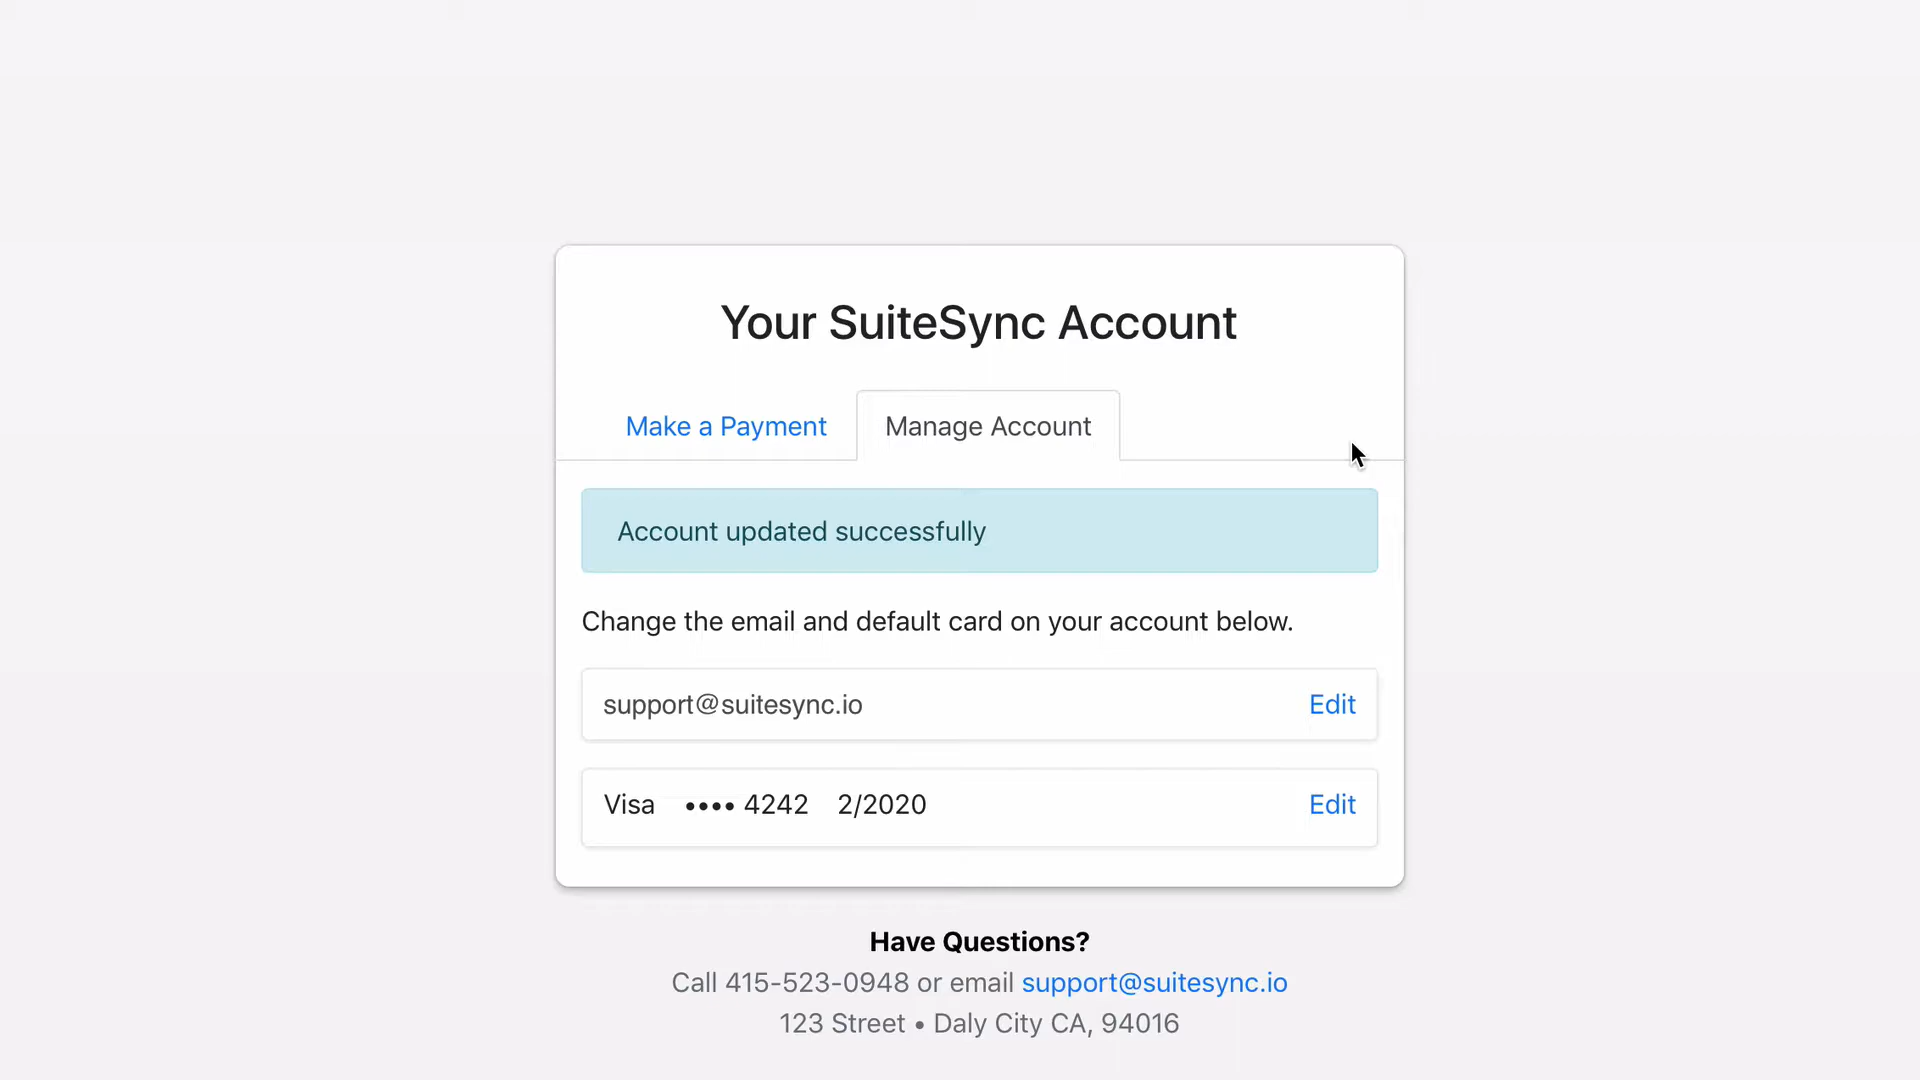 Your SuiteSync Account
Make a Payment Manage Account
Account updated successfully
Change the email and default card on your account below.
support@suitesync.io Edit
Visa •••• 4242 2/2020 Edit
Have Questions?
Call 415-523-0948 or email support@suitesync.io
123 Street • Daly City CA, 94016